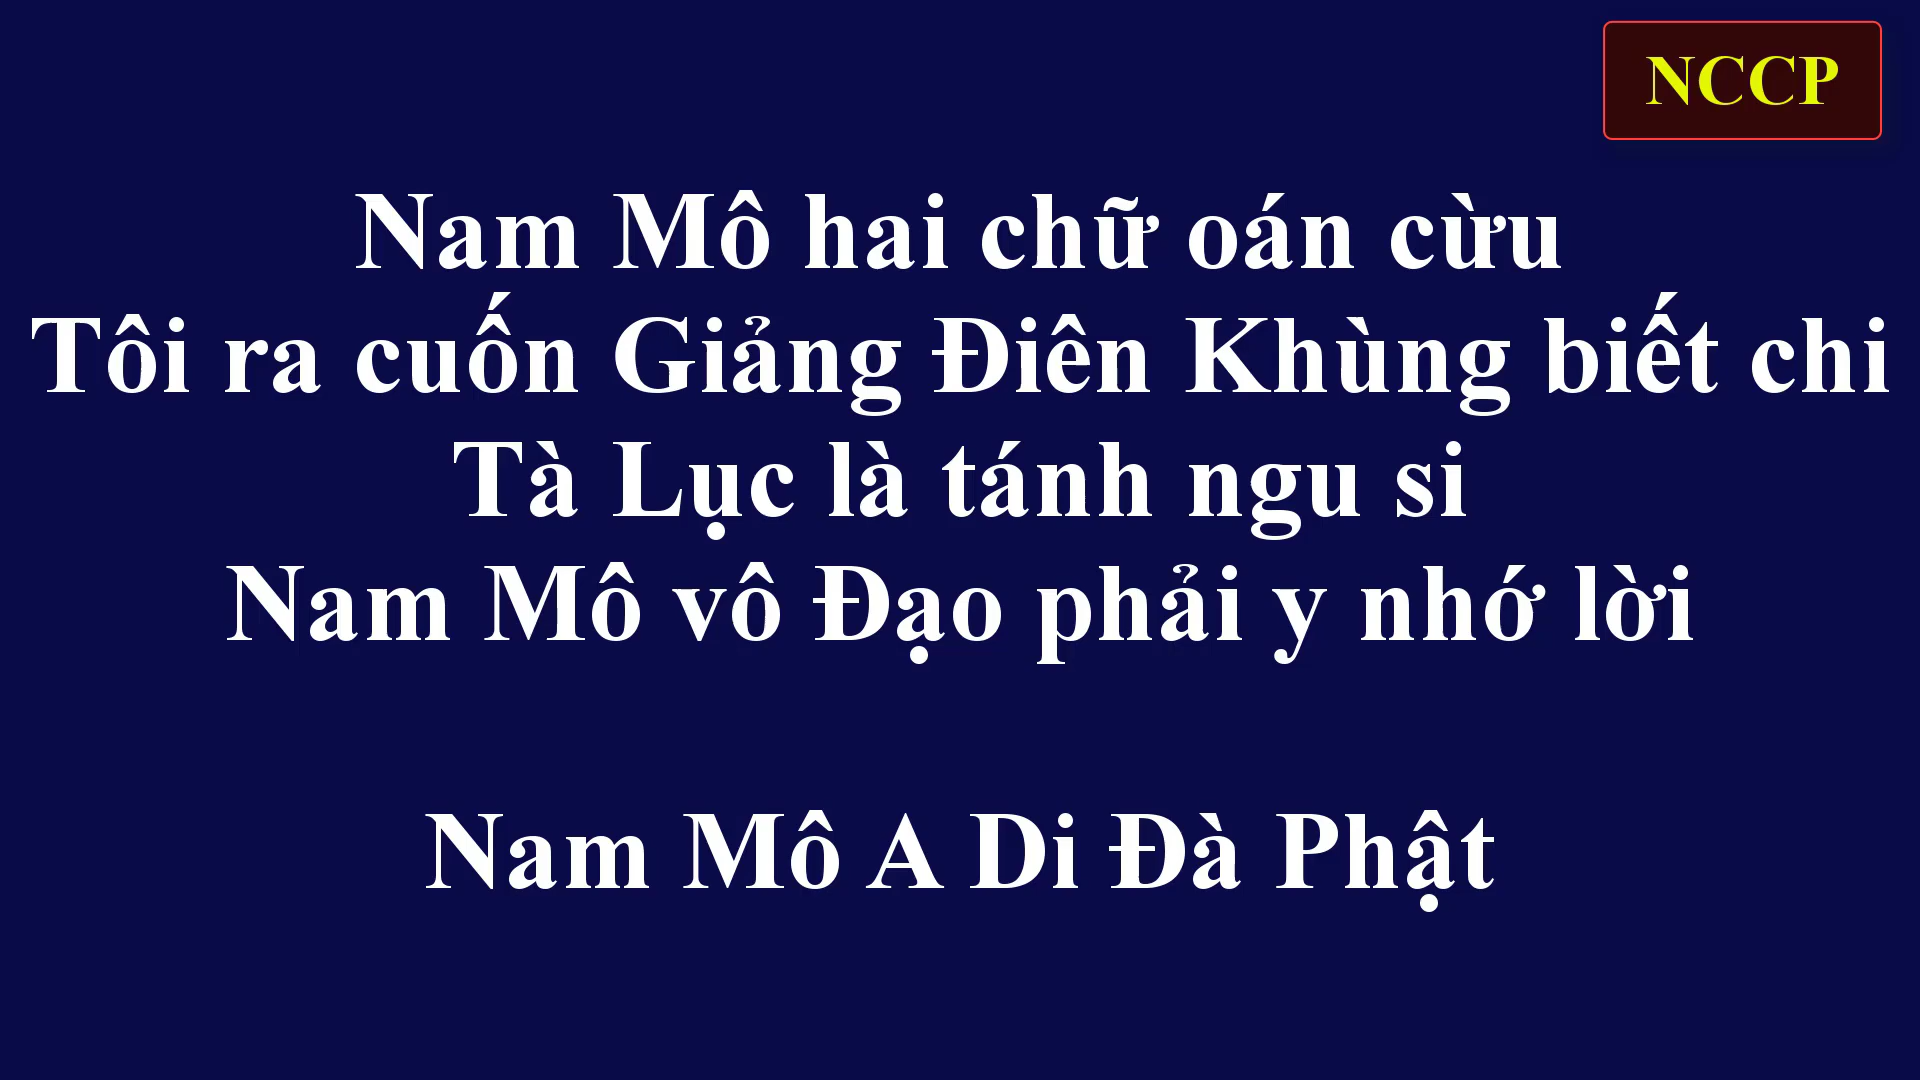 NCCP
Nam Mô hai chữ oán cừu
Tôi ra cuốn Giảng Điên Khùng biết chi
Tà Lục là tánh ngu si
Nam Mô vô Đạo phải y nhớ lời
Nam Mô A Di Đà Phật